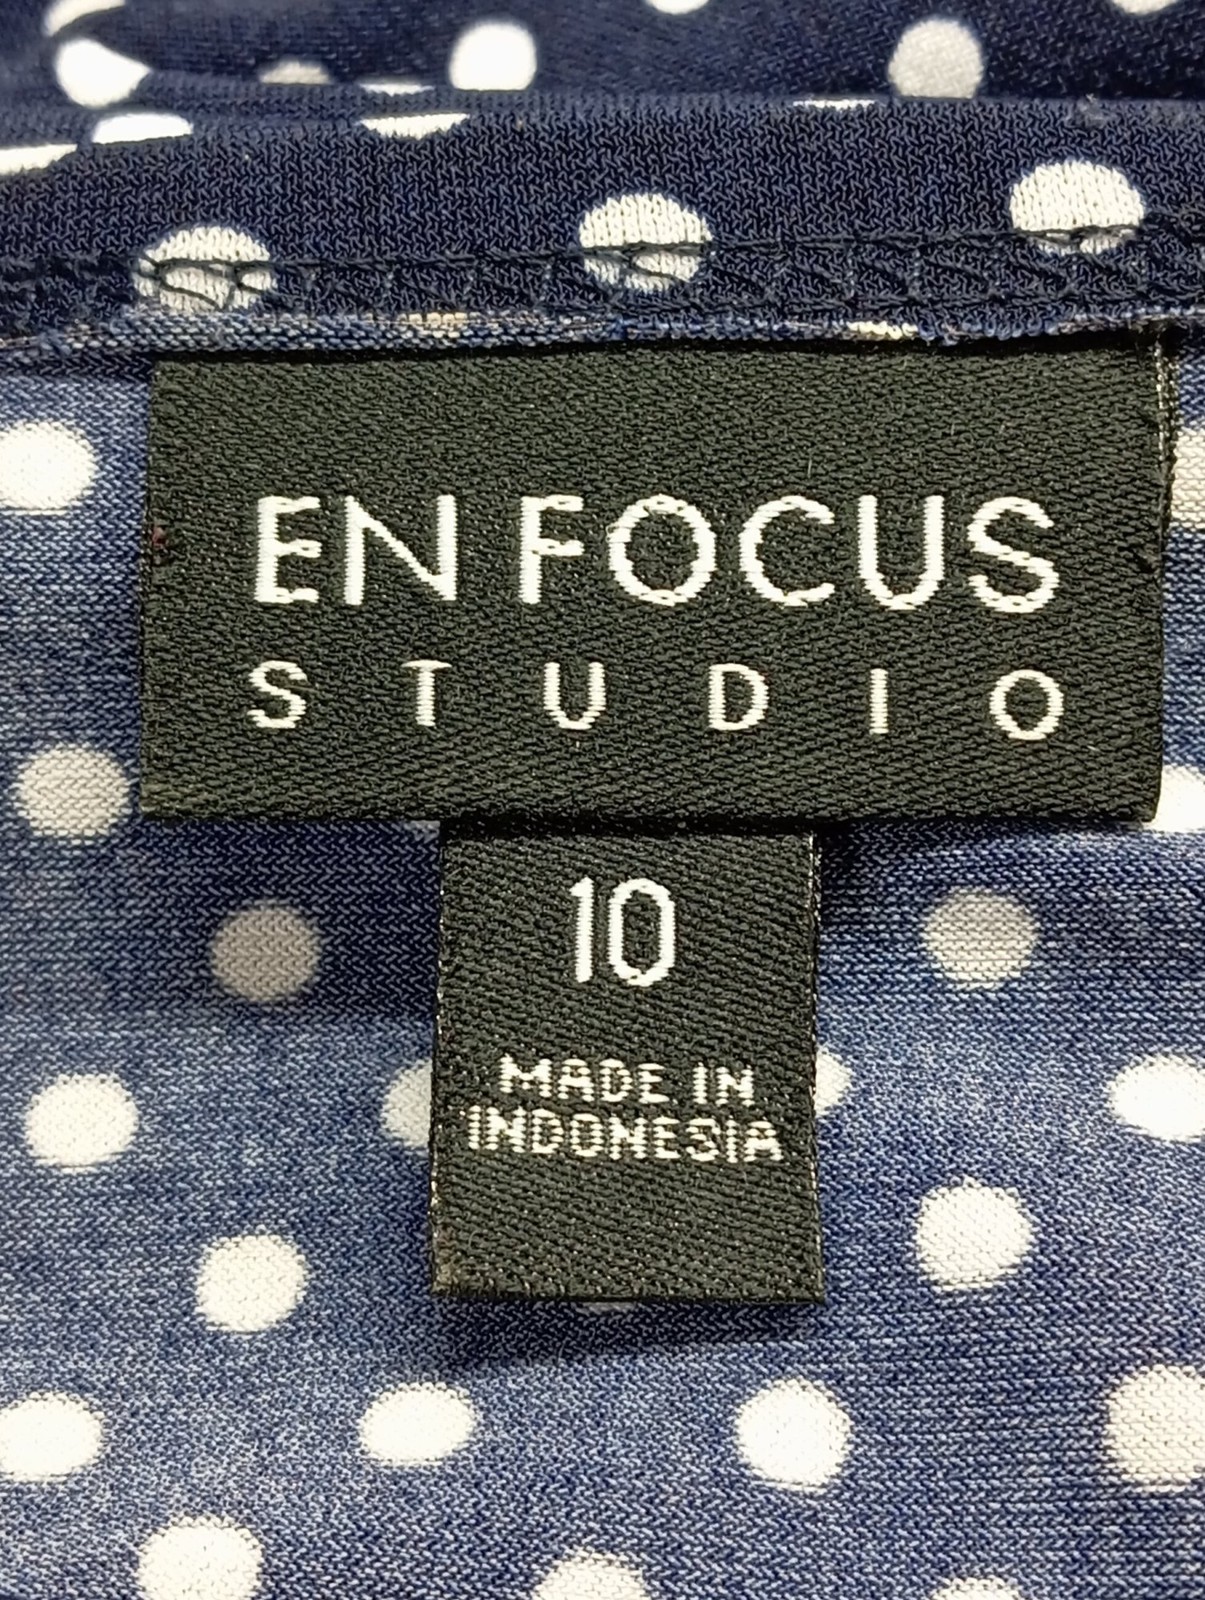 EN FOCUS
STUDIO
10
MADE IN
INDONESIA